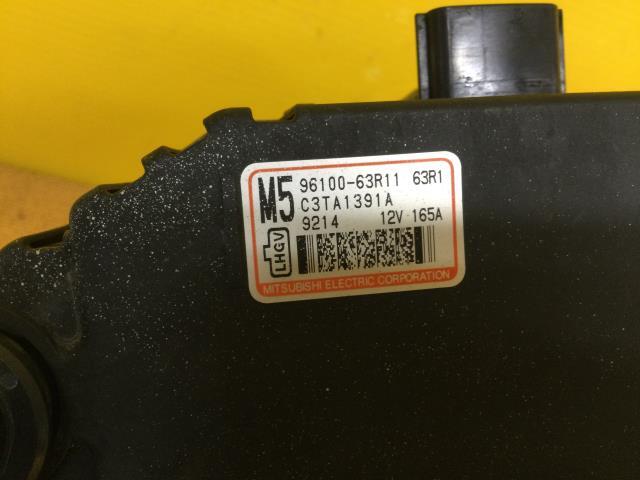 M5 96100-63R11 63R1
C3TA1391A
9214 12V 165A
LHGV
MITSUBISHI ELECTRIC CORPORATION